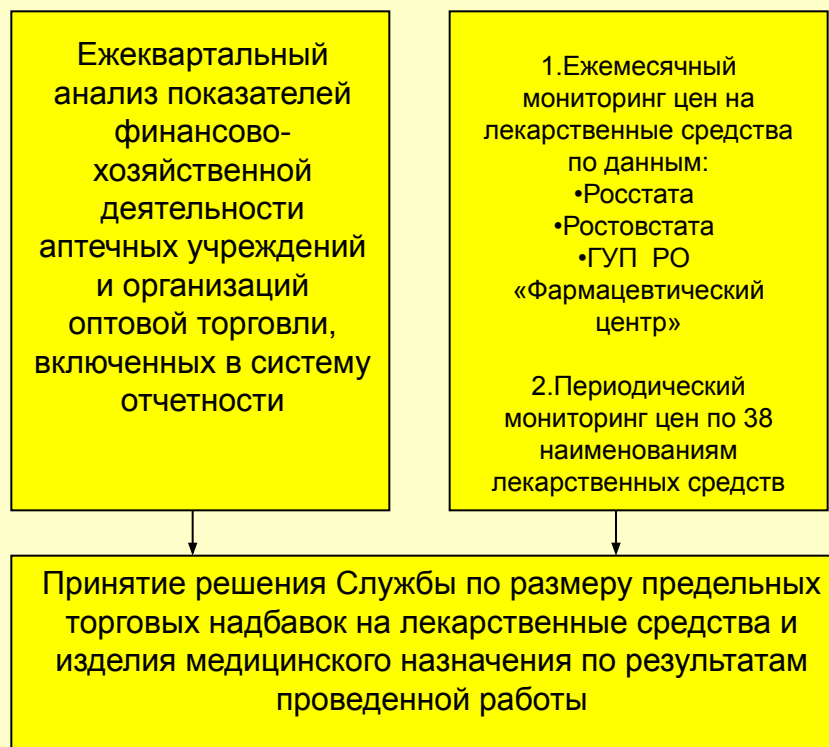 Ежеквартальный
анализ показателей
финансово-
хозяйственной
деятельности
аптечных учреждений
и организаций
оптовой торговли,
включенных в систему
отчетности
1.Ежемесячный
мониторинг цен на
лекарственные средства
по данным:
•Росстата
•Ростовстата
•ГУП РО
«Фармацевтический
центр»
2.Периодический
мониторинг цен по 38
наименованиям
лекарственных средств
Принятие решения Службы по размеру предельных
торговых надбавок на лекарственные средства и
изделия медицинского назначения по результатам
проведенной работы